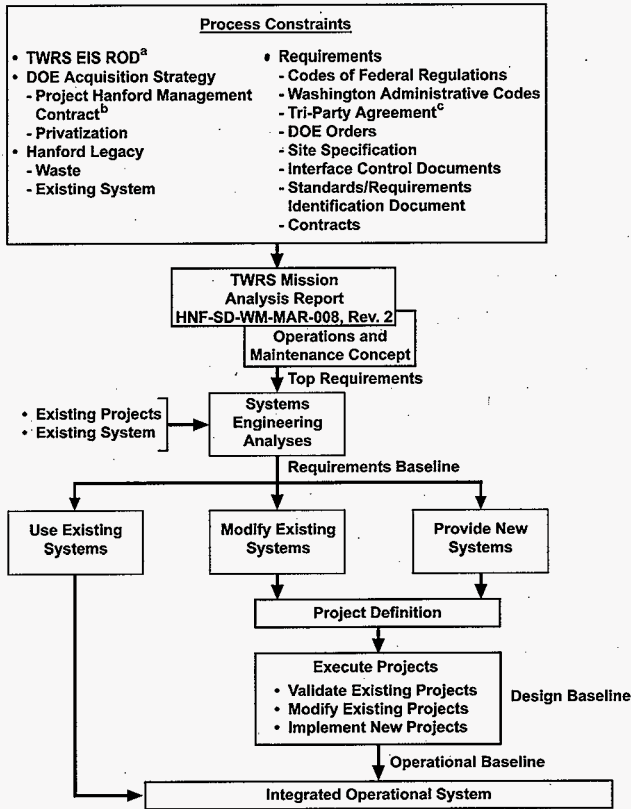 Process Constraints
• TWRS EIS ROD^a
• DOE Acquisition Strategy
- Project Hanford Management
Contract^b
- Privatization
• Hanford Legacy
- Waste
- Existing System
• Requirements
- Codes of Federal Regulations
- Washington Administrative Codes
- Tri-Party Agreement^c
- DOE Orders
- Site Specification
- Interface Control Documents
- Standards/Requirements
Identification Document
- Contracts
TWRS Mission
Analysis Report
HNF-SD-WM-MAR-008, Rev. 2
Operations and
Maintenance Concept
Top Requirements
• Existing Projects
• Existing System
Systems
Engineering
Analyses
Requirements Baseline
Use Existing
Systems
Modify Existing
Systems
Provide New
Systems
Project Definition
Execute Projects
• Validate Existing Projects
• Modify Existing Projects
• Implement New Projects
Design Baseline
Operational Baseline
Integrated Operational System